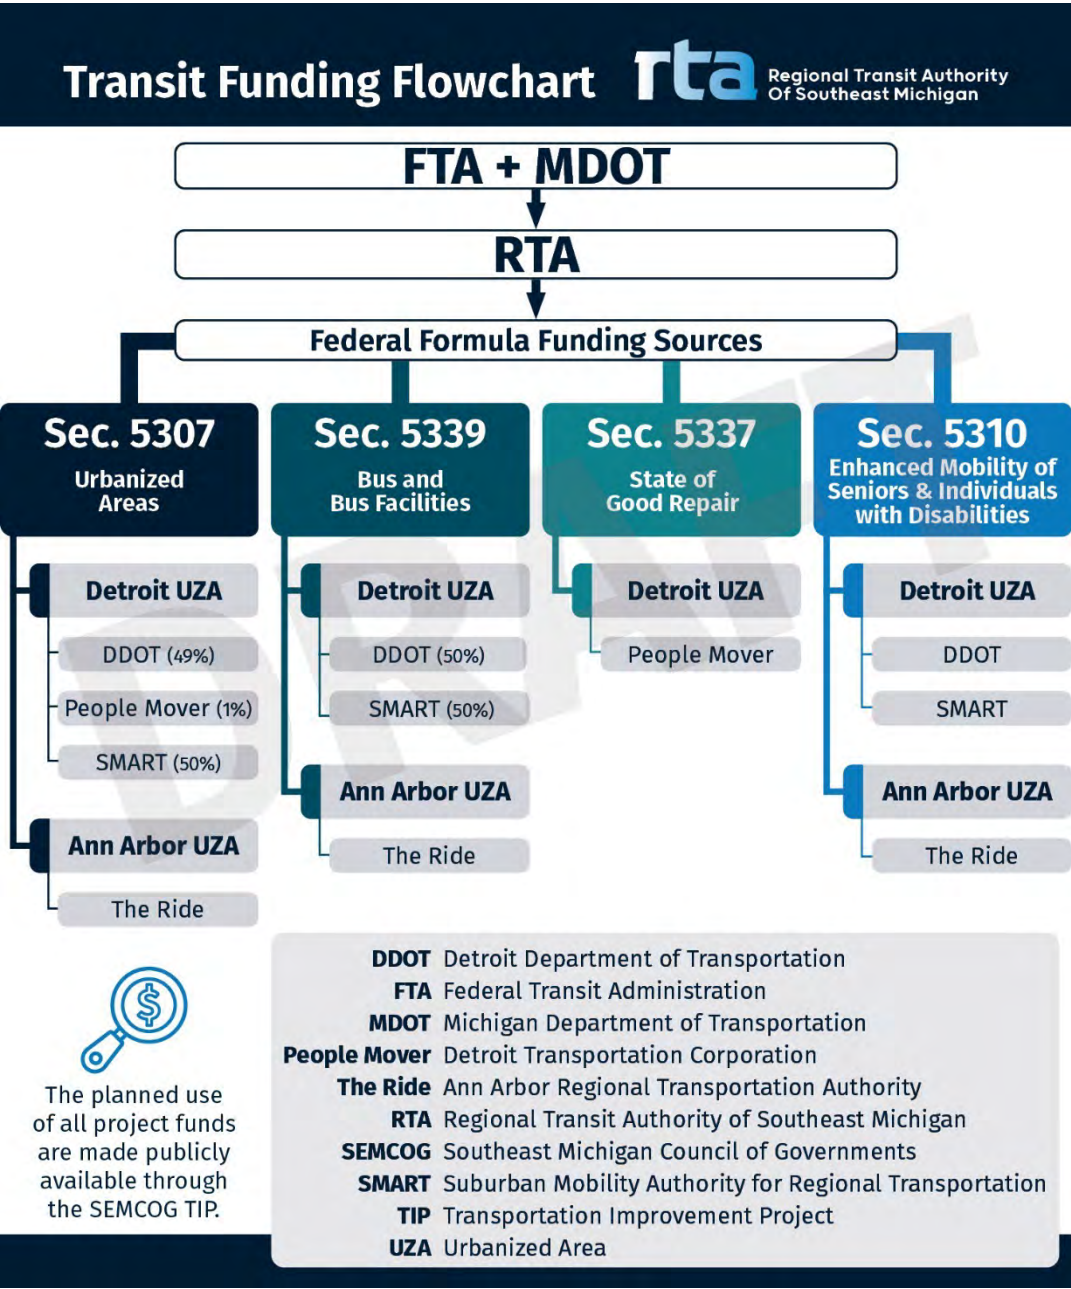 Transit Funding Flowchart
rta
Regional Transit Authority
Of Southeast Michigan
FTA + MDOT
RTA
Federal Formula Funding Sources
Sec. 5307
Urbanized
Areas
Detroit UZA
DDOT (49%)
People Mover (1%)
SMART (50%)
Ann Arbor UZA
The Ride
Sec. 5339
Bus and
Bus Facilities
Detroit UZA
DDOT (50%)
SMART (50%)
Ann Arbor UZA
The Ride
Sec. 5337
State of
Good Repair
Detroit UZA
People Mover
Sec. 5310
Enhanced Mobility of
Seniors & Individuals
with Disabilities
Detroit UZA
DDOT
SMART
Ann Arbor UZA
The Ride
DRAFT
$
The planned use
of all project funds
are made publicly
available through
the SEMCOG TIP.
DDOT Detroit Department of Transportation
FTA Federal Transit Administration
MDOT Michigan Department of Transportation
People Mover Detroit Transportation Corporation
The Ride Ann Arbor Regional Transportation Authority
RTA Regional Transit Authority of Southeast Michigan
SEMCOG Southeast Michigan Council of Governments
SMART Suburban Mobility Authority for Regional Transportation
TIP Transportation Improvement Project
UZA Urbanized Area